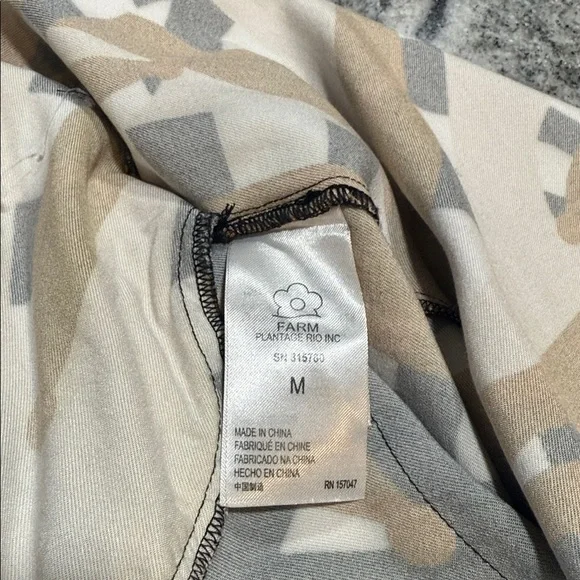 FARM
PLANTAGE RIO INC
SN 315760
M
MADE IN CHINA
FABRIQUÉ EN CHINE
FABRICADO NA CHINA
HECHO EN CHINA
中国制造
RN 157047